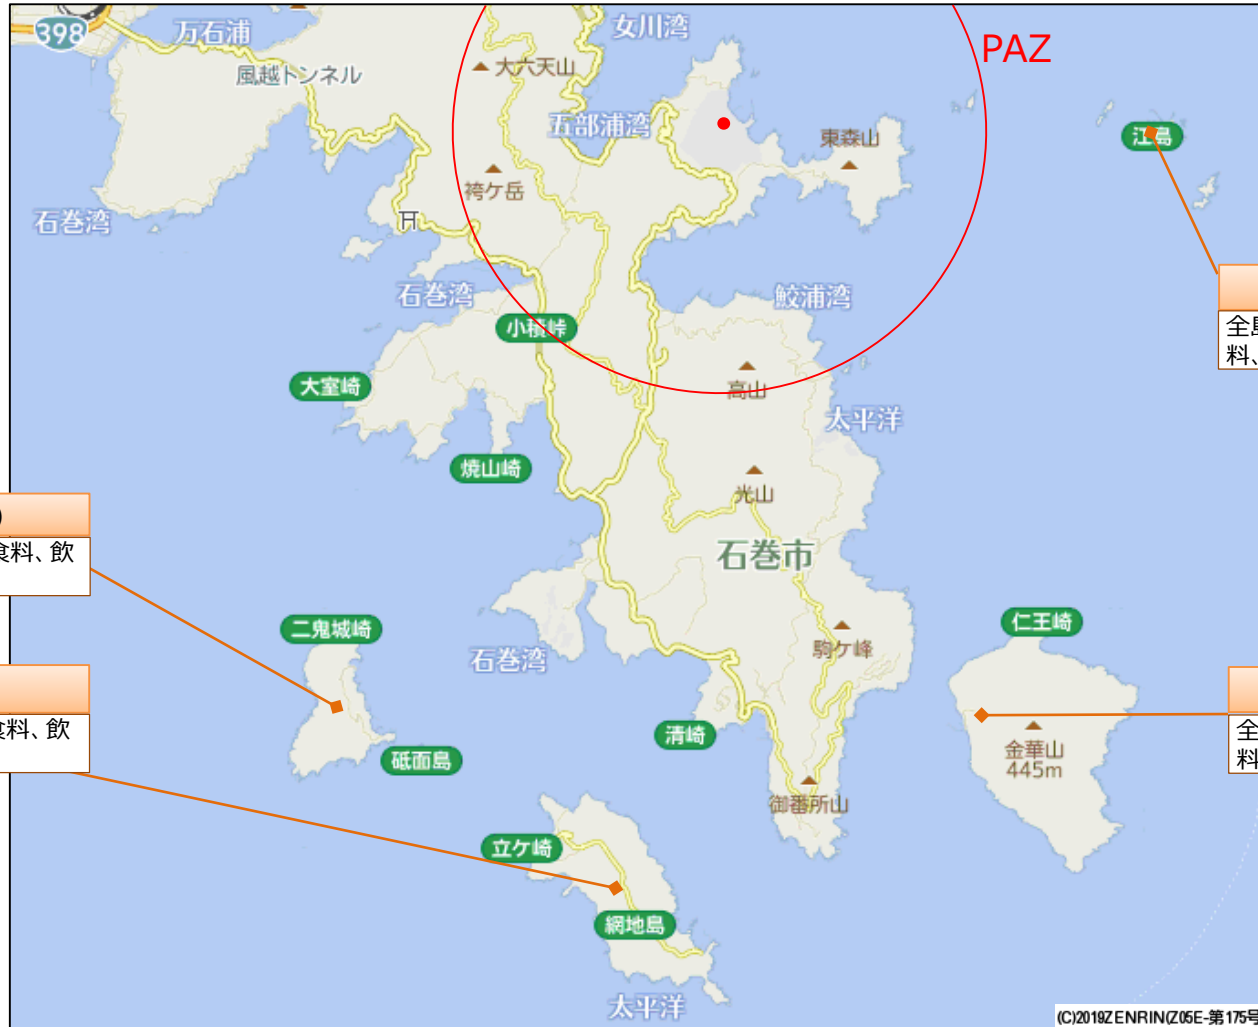 398
万石浦
女川湾
PAZ
風越トンネル
大六天山
五部浦湾
東森山
江島
袴ケ岳
石巻湾
石巻湾
鮫浦湾
小積峠
全島
料、
大室崎
高山
太平洋
焼山崎
光山
)
食料、飲
石巻市
二鬼城崎
仁王崎
石巻湾
駒ケ峰
食料、飲
清崎
全
料
砥面島
金華山
445m
御番所山
立ケ崎
網地島
太平洋
(C)2019ZENRIN(Z05E-第175号